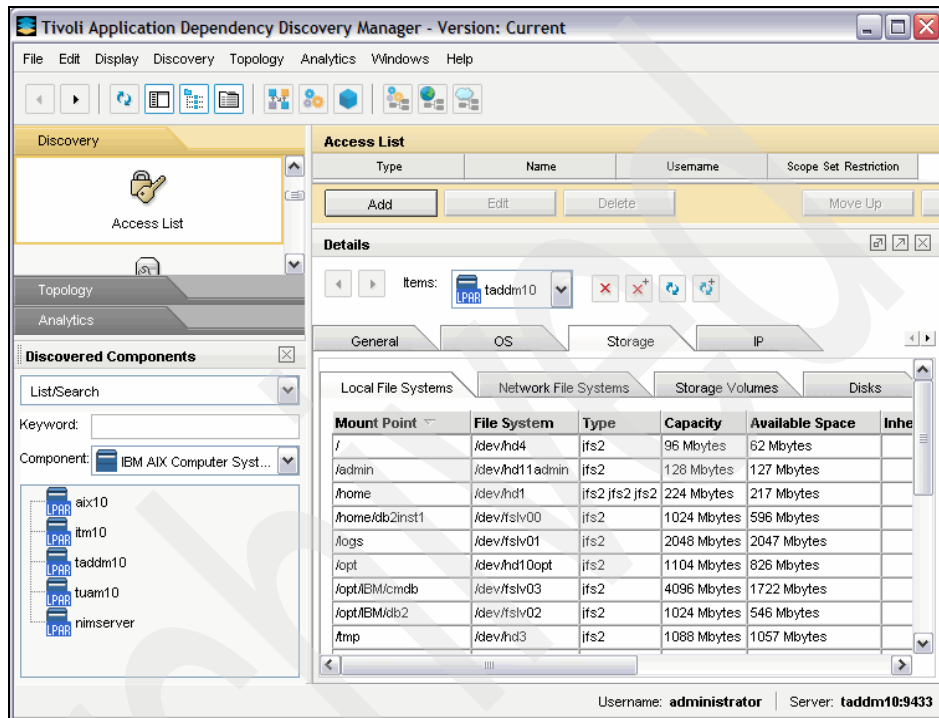 Tivoli Application Dependency Discovery Manager - Version: Current
File Edit Display Discovery Topology Analytics Windows Help
Discovery
Access List
Topology
Analytics
Discovered Components
List/Search
Keyword:
Component: IBM AIX Computer Syst...
LPAR aix10
LPAR itm10
LPAR taddm10
LPAR tuam10
LPAR nimserver
Access List
Type Name Username Scope Set Restriction
Add Edit Delete Move Up
Details
Items: LPAR taddm10
General OS Storage IP
Local File Systems Network File Systems Storage Volumes Disks
Mount Point File System Type Capacity Available Space Inhe
/ /dev/hd4 jfs2 96 Mbytes 62 Mbytes
/admin /dev/hd11admin jfs2 128 Mbytes 127 Mbytes
/home /dev/hd1 jfs2 jfs2 jfs2 224 Mbytes 217 Mbytes
/home/db2inst1 /dev/fslv00 jfs2 1024 Mbytes 596 Mbytes
/logs /dev/fslv01 jfs2 2048 Mbytes 2047 Mbytes
/opt /dev/hd10opt jfs2 1104 Mbytes 826 Mbytes
/opt/IBM/cmdb /dev/fslv03 jfs2 4096 Mbytes 1722 Mbytes
/opt/IBM/db2 /dev/fslv02 jfs2 1024 Mbytes 546 Mbytes
/tmp /dev/hd3 jfs2 1088 Mbytes 1057 Mbytes
Username: administrator Server: taddm10:9433